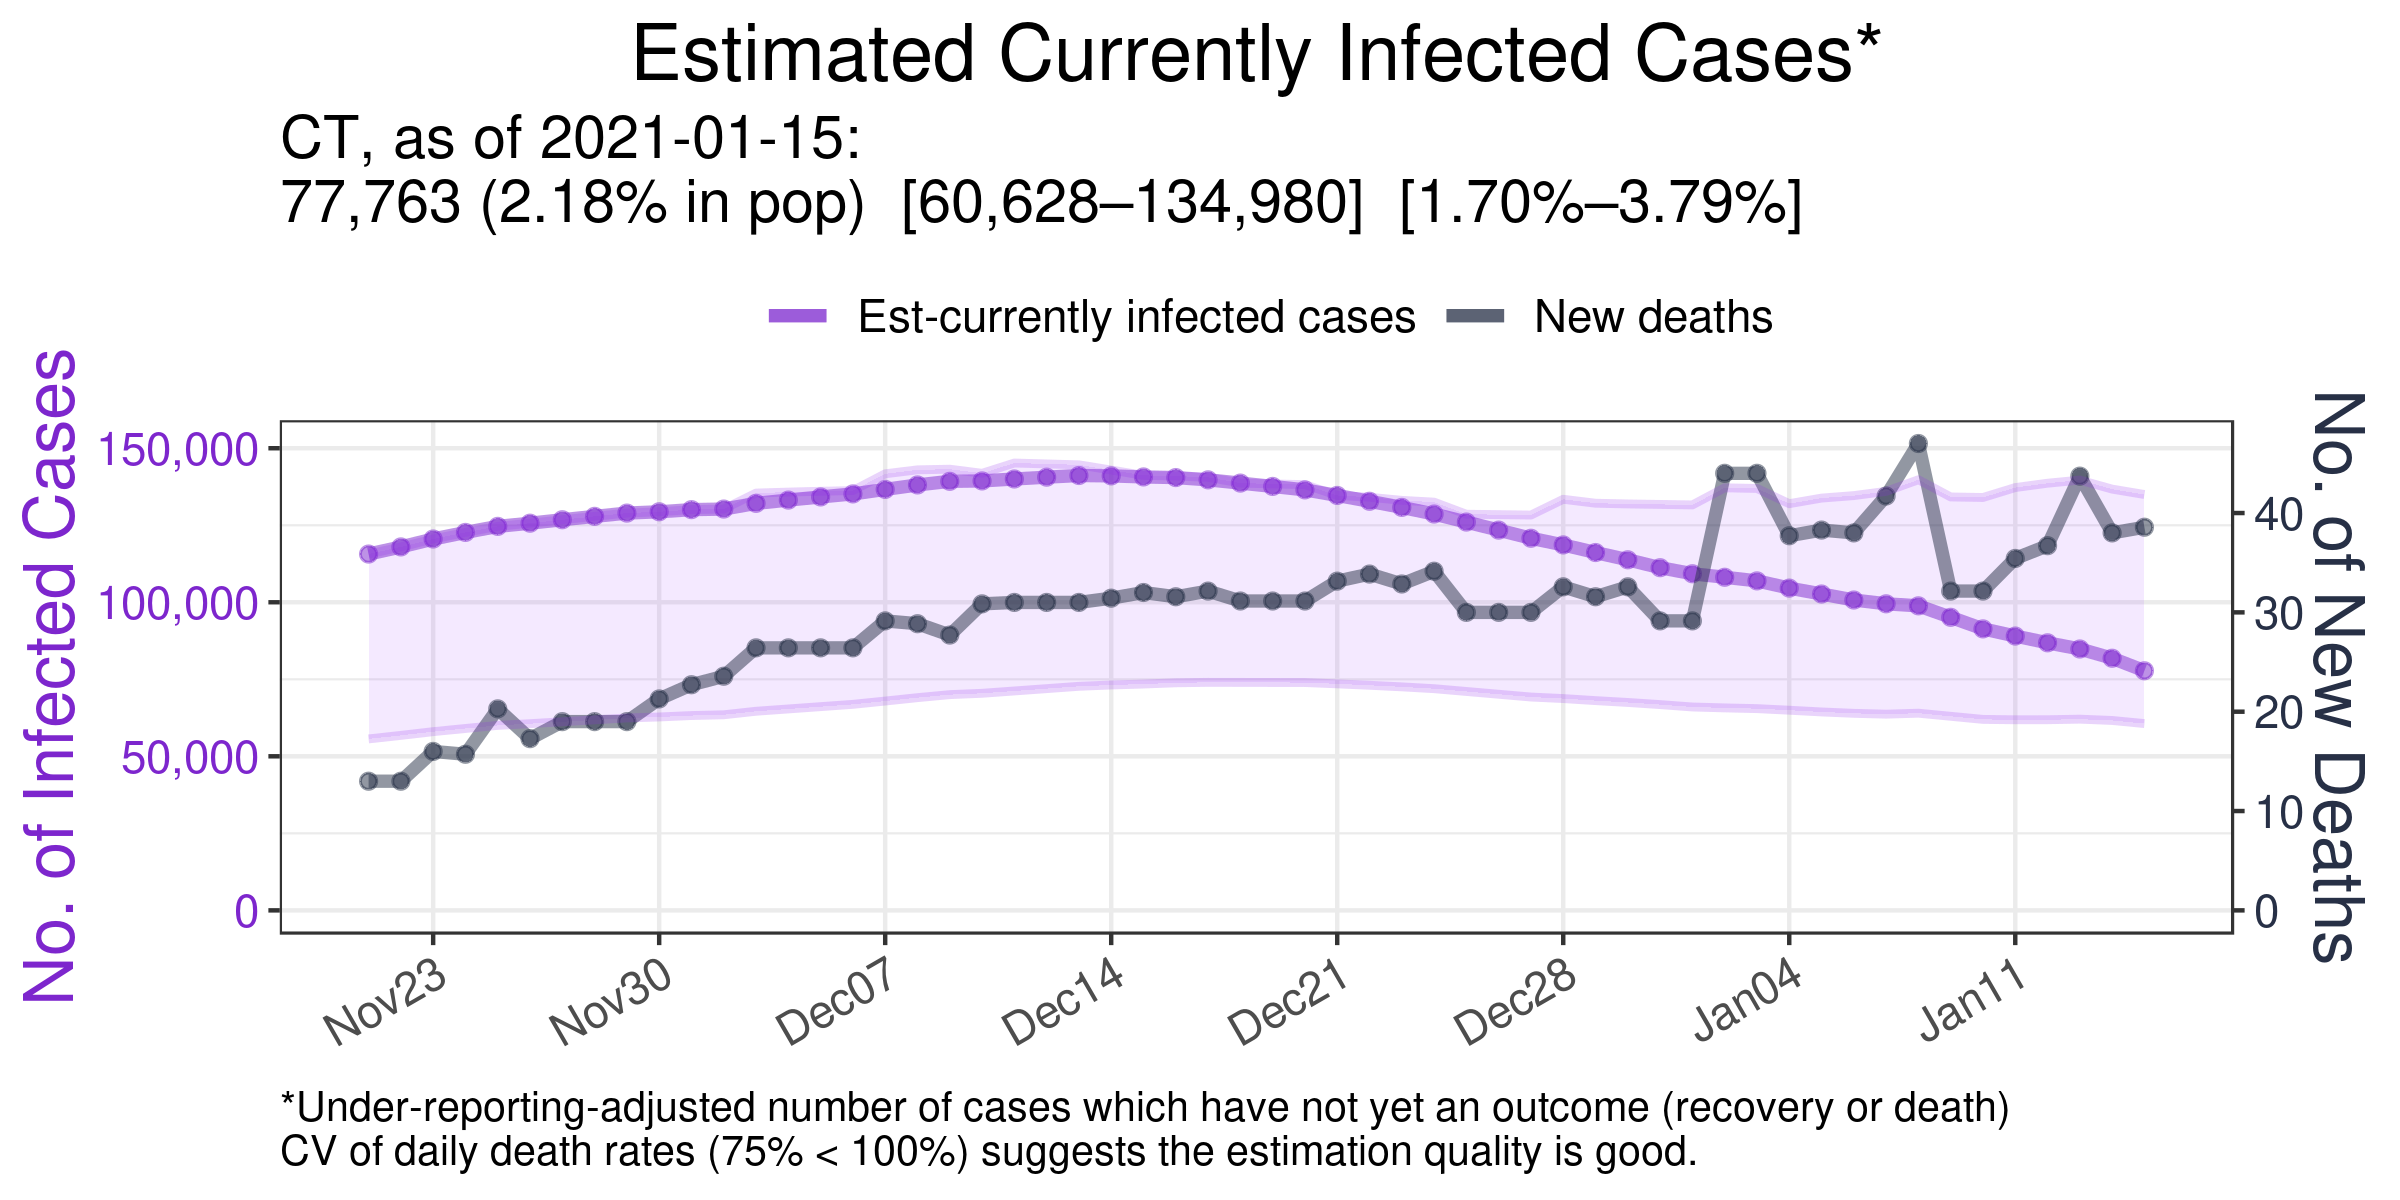 Estimated Currently Infected Cases*
CT, as of 2021-01-15:
77,763 (2.18% in pop)  [60,628–134,980]  [1.70%–3.79%]
Est-currently infected cases
New deaths
No. of Infected Cases
150,000
100,000
50,000
0
No. of New Deaths
40
30
20
10
0
Nov23
Nov30
Dec07
Dec14
Dec21
Dec28
Jan04
Jan11
*Under-reporting-adjusted number of cases which have not yet an outcome (recovery or death)
CV of daily death rates (75% < 100%) suggests the estimation quality is good.